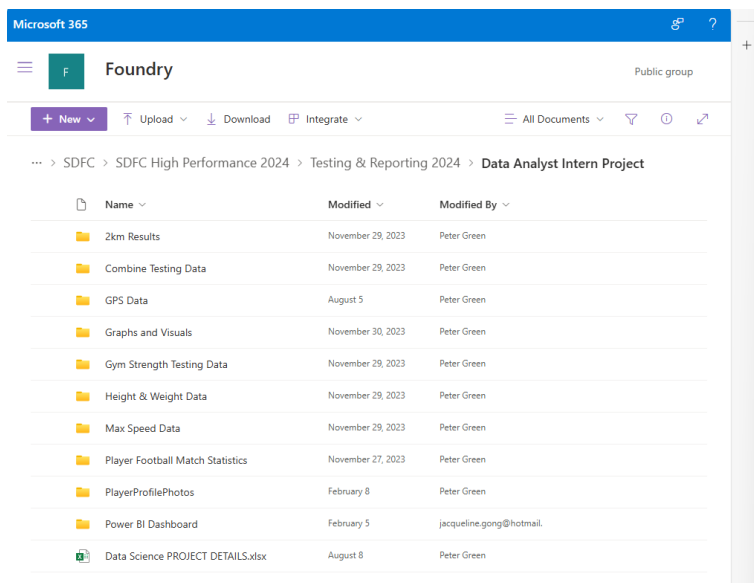 Microsoft 365 ?
F Foundry Public group
+ New Upload Download Integrate All Documents
··· > SDFC > SDFC High Performance 2024 > Testing & Reporting 2024 > Data Analyst Intern Project
Name Modified Modified By
2km Results November 29, 2023 Peter Green
Combine Testing Data November 29, 2023 Peter Green
GPS Data August 5 Peter Green
Graphs and Visuals November 30, 2023 Peter Green
Gym Strength Testing Data November 29, 2023 Peter Green
Height & Weight Data November 29, 2023 Peter Green
Max Speed Data November 29, 2023 Peter Green
Player Football Match Statistics November 27, 2023 Peter Green
PlayerProfilePhotos February 8 Peter Green
Power BI Dashboard February 5 jacqueline.gong@hotmail.
Data Science PROJECT DETAILS.xlsx August 8 Peter Green